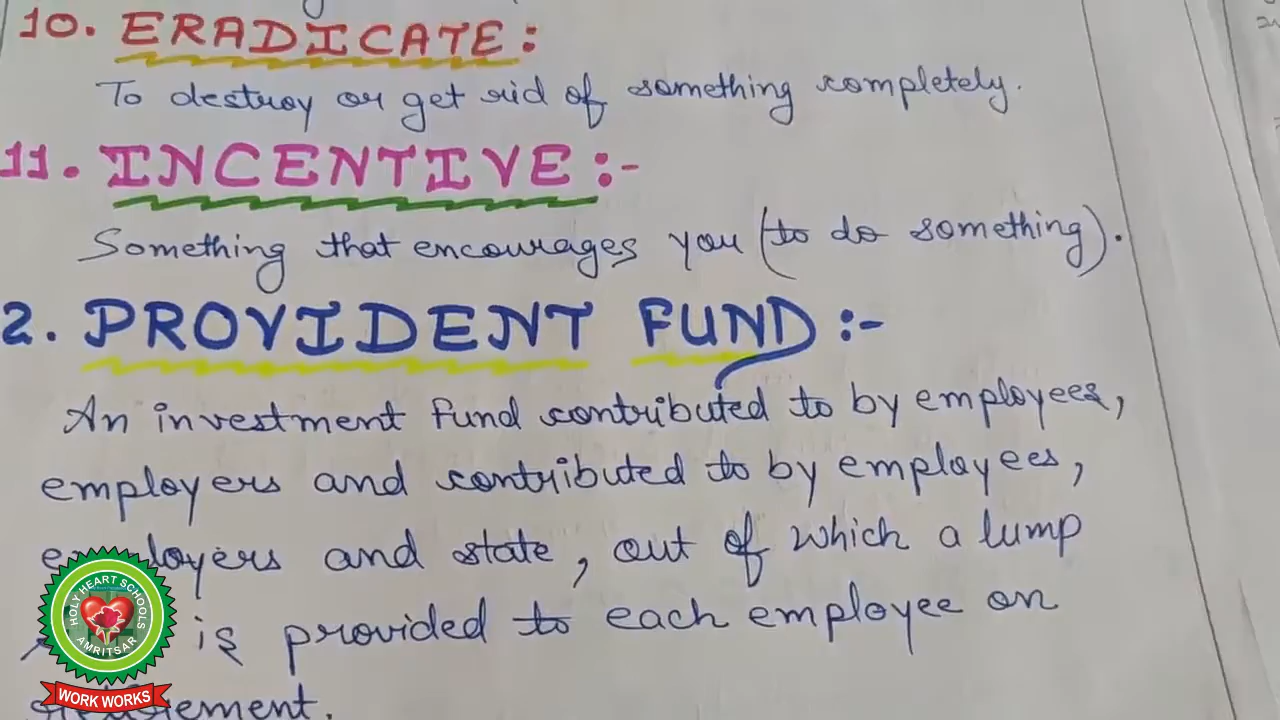 10. ERADICATE:
To destroy or get rid of something completely.
11. INCENTIVE:-
Something that encourages you (to do something).
2. PROVIDENT FUND:-
An investment fund contributed to by employees,
employers and contributed to by employees,
employers and state, out of which a lump
is provided to each employee on
HOLY HEART SCHOOLS
AMRITSAR
WORK WORKS